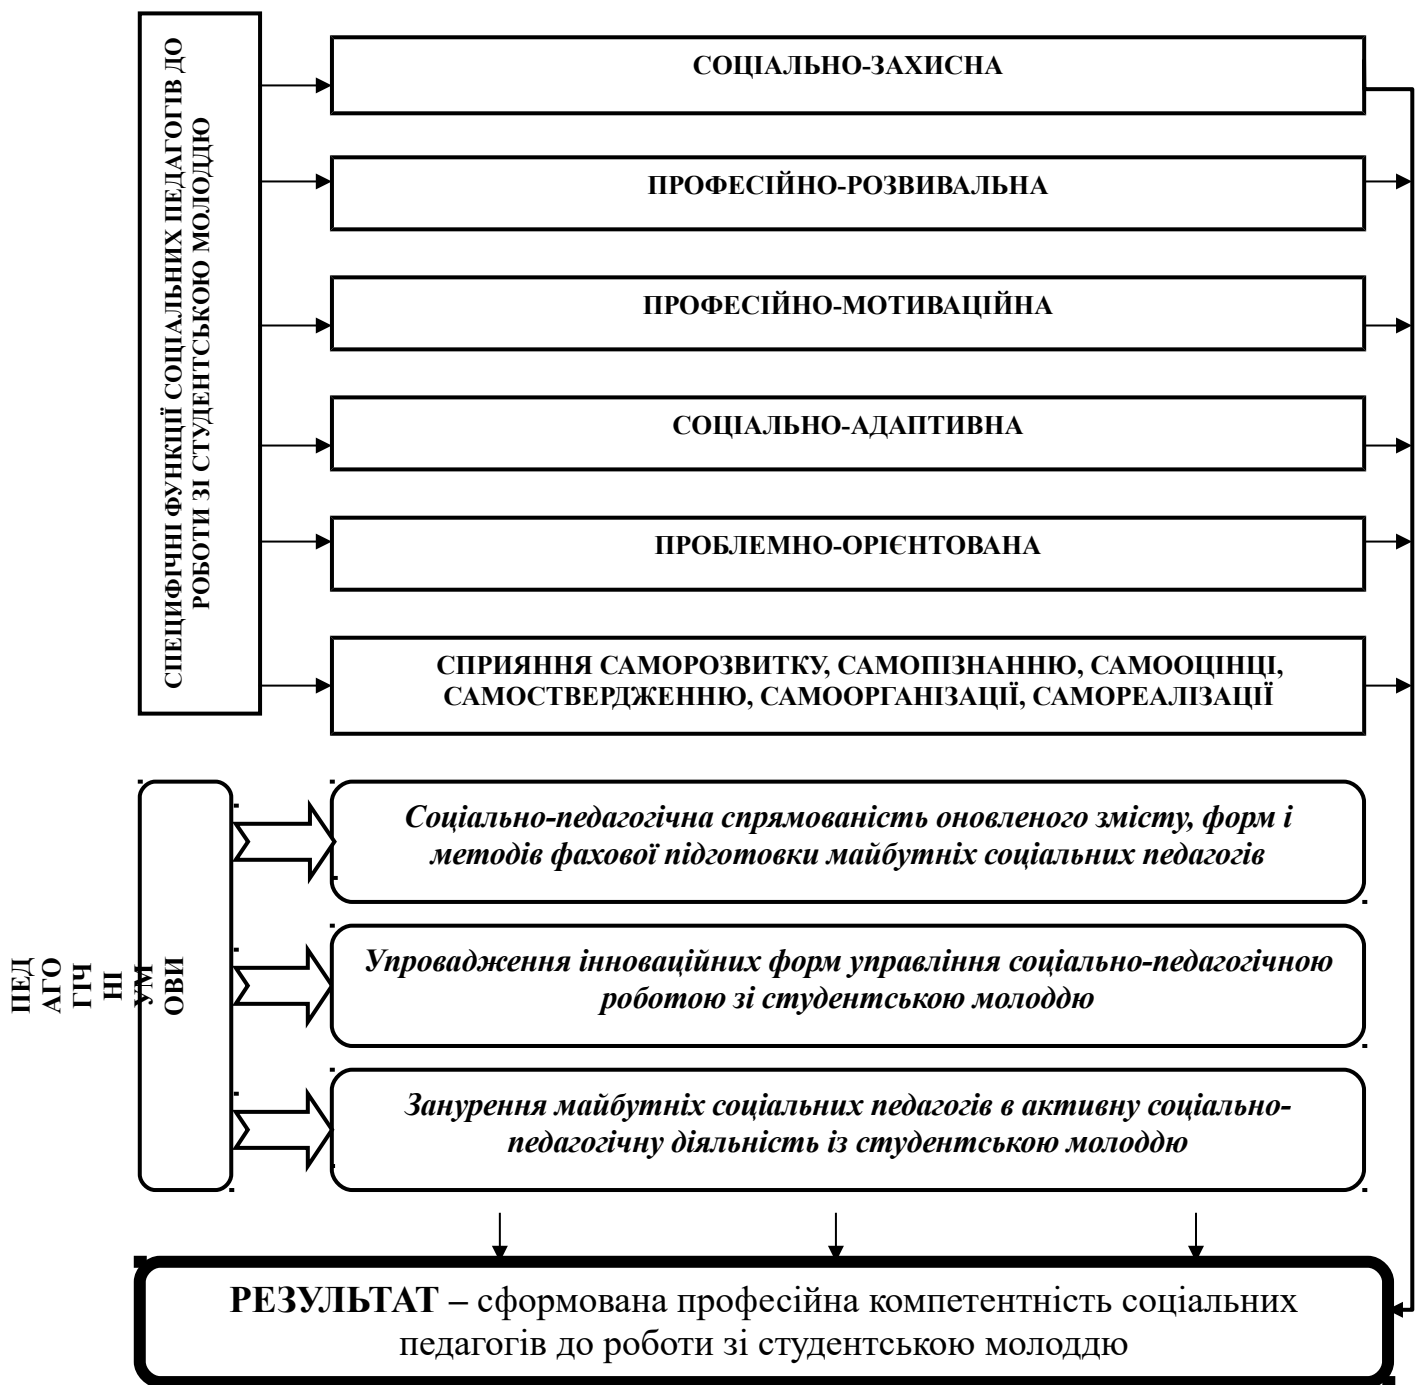 СПЕЦИФІЧНІ ФУНКЦІЇ СОЦІАЛЬНИХ ПЕДАГОГІВ ДО
РОБОТИ ЗІ СТУДЕНТСЬКОЮ МОЛОДДЮ
СОЦІАЛЬНО-ЗАХИСНА
ПРОФЕСІЙНО-РОЗВИВАЛЬНА
ПРОФЕСІЙНО-МОТИВАЦІЙНА
СОЦІАЛЬНО-АДАПТИВНА
ПРОБЛЕМНО-ОРІЄНТОВАНА
СПРИЯННЯ САМОРОЗВИТКУ, САМОПІЗНАННЮ, САМООЦІНЦІ,
САМОСТВЕРДЖЕННЮ, САМООРГАНІЗАЦІЇ, САМОРЕАЛІЗАЦІЇ
ПЕД
АГО
ГІЧ
НІ
УМ
ОВИ
Соціально-педагогічна спрямованість оновленого змісту, форм і
методів фахової підготовки майбутніх соціальних педагогів
Упровадження інноваційних форм управління соціально-педагогічною
роботою зі студентською молоддю
Занурення майбутніх соціальних педагогів в активну соціально-
педагогічну діяльність із студентською молоддю
РЕЗУЛЬТАТ – сформована професійна компетентність соціальних
педагогів до роботи зі студентською молоддю